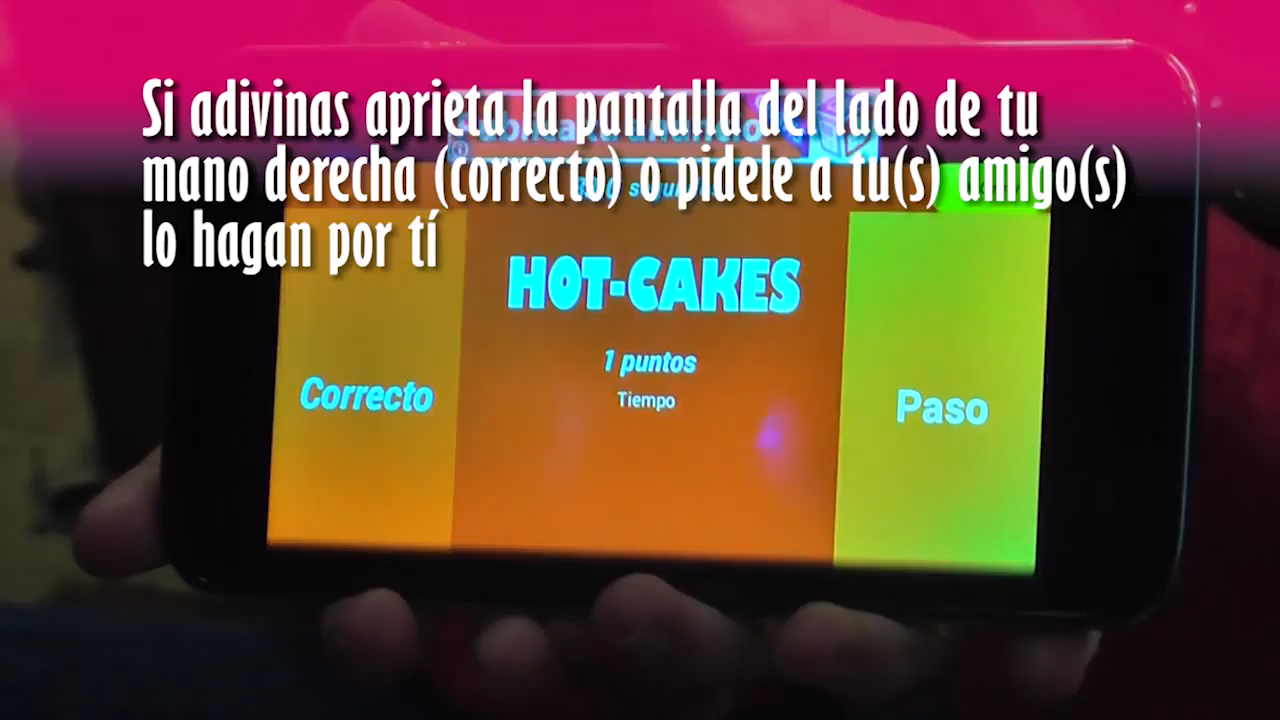 Si adivinas aprieta la pantalla del lado de tu
mano derecha (correcto) o pidele a tu(s) amigo(s)
lo hagan por tí
HOT-CAKES
1 puntos
Tiempo
Correcto
Paso